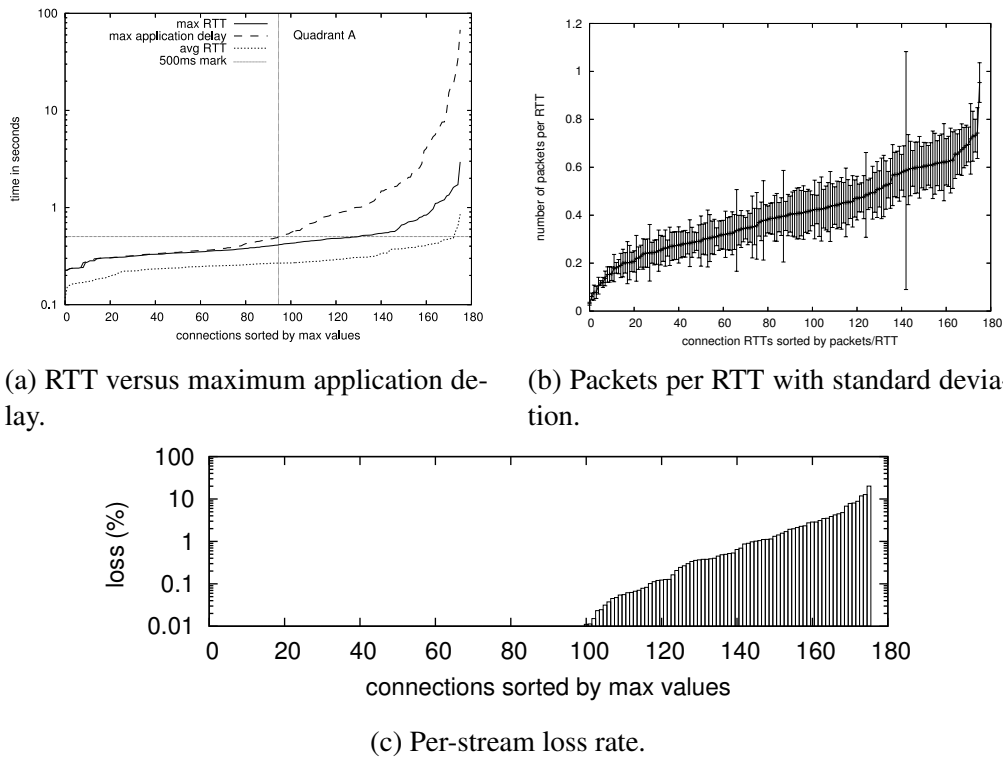 100
10
1
0.1
time in seconds
max RTT
max application delay
avg RTT
500ms mark
Quadrant A
0 20 40 60 80 100 120 140 160 180
connections sorted by max values
1.2
1
0.8
0.6
0.4
0.2
0
number of packets per RTT
0 20 40 60 80 100 120 140 160 180
connection RTTs sorted by packets/RTT
(a) RTT versus maximum application de-
lay.
(b) Packets per RTT with standard devia-
tion.
100
10
1
0.1
0.01
loss (%)
0 20 40 60 80 100 120 140 160 180
connections sorted by max values
(c) Per-stream loss rate.